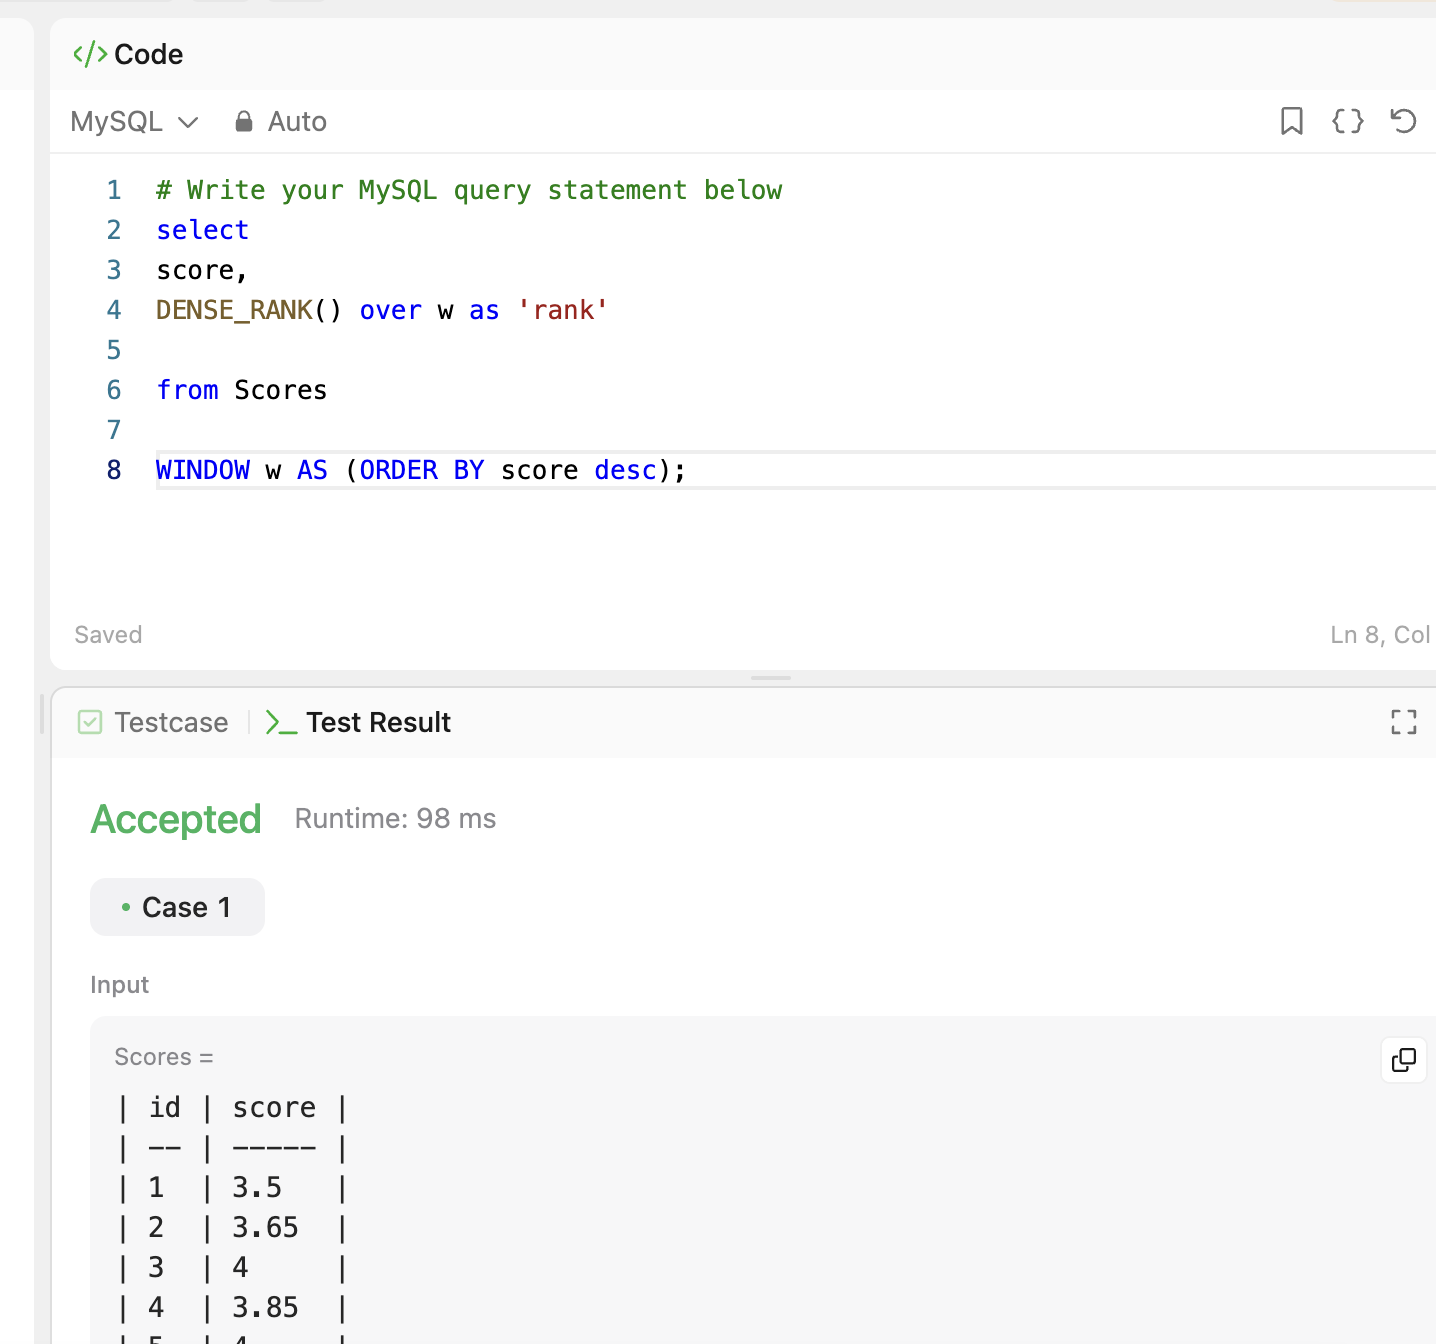 </> Code
MySQL Auto
1 # Write your MySQL query statement below
2 select
3 score,
4 DENSE_RANK() over w as 'rank'
5
6 from Scores
7
8 WINDOW w AS (ORDER BY score desc);
Saved Ln 8, Col
Testcase >_ Test Result
Accepted Runtime: 98 ms
• Case 1
Input
Scores =
| id | score |
| -- | ----- |
| 1 | 3.5 |
| 2 | 3.65 |
| 3 | 4 |
| 4 | 3.85 |